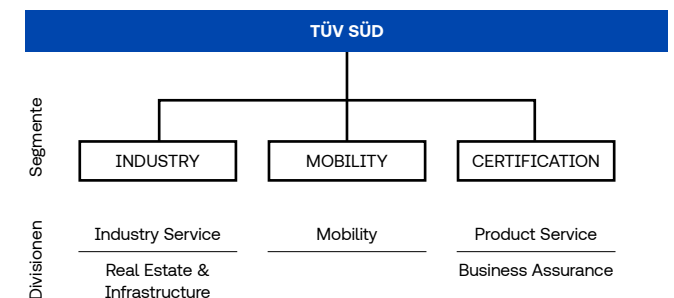 TÜV SÜD
Segmente
INDUSTRY
MOBILITY
CERTIFICATION
Divisionen
Industry Service
Mobility
Product Service
Real Estate &
Infrastructure
Business Assurance